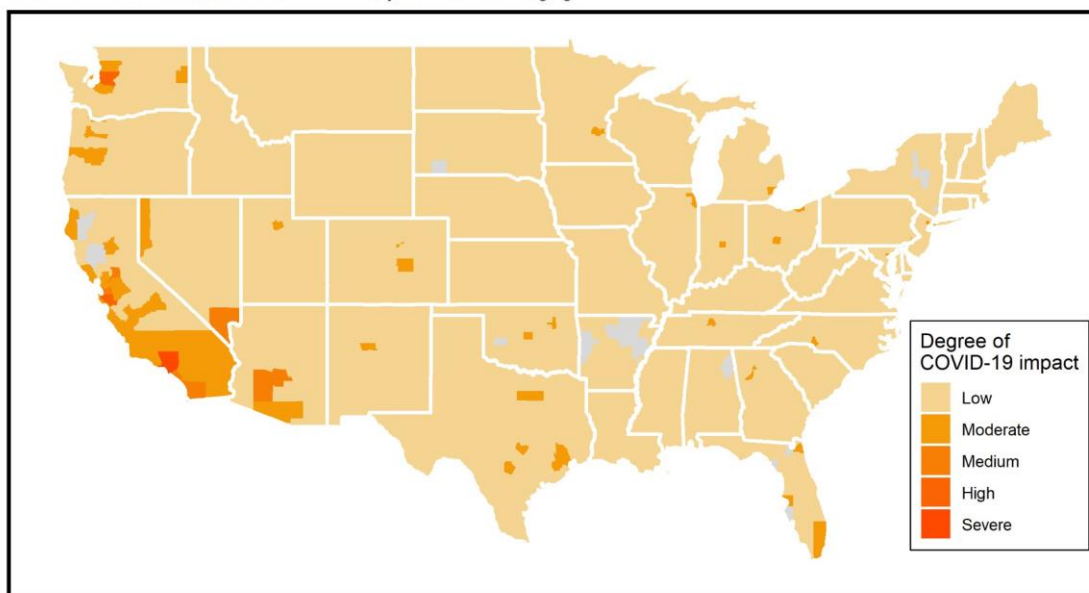 Degree of
COVID-19 impact
Low
Moderate
Medium
High
Severe